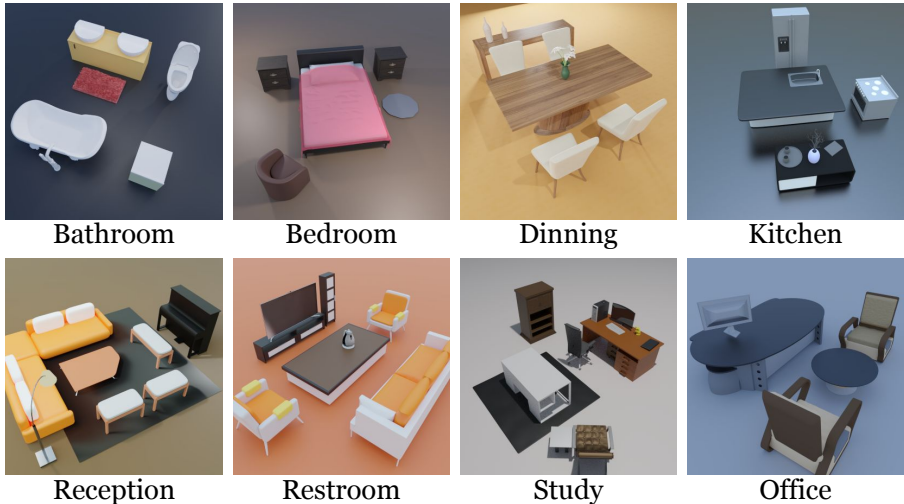 Bathroom
Bedroom
Dinning
Kitchen
Reception
Restroom
Study
Office